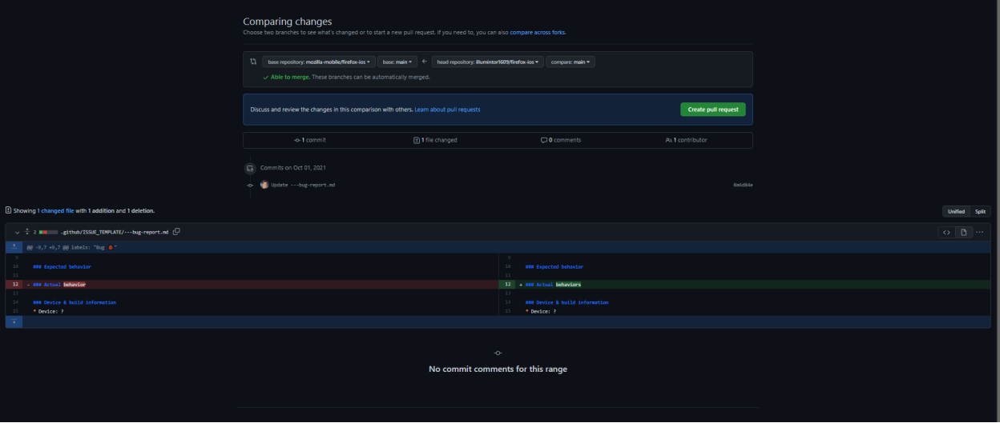 Comparing changes
Choose two branches to see what's changed or to start a new pull request. If you need to, you can also compare across forks.
base repository: mozilla-mobile/firefox-ios base: main ← head repository: illumintor1609/firefox-ios compare: main
✓ Able to merge. These branches can be automatically merged.
Discuss and review the changes in this comparison with others. Learn about pull requests Create pull request
1 commit 1 file changed 0 comments 1 contributor
Commits on Oct 01, 2021
Update ---bug-report.md 0a6d84e
Showing 1 changed file with 1 addition and 1 deletion. Unified Split
2 .github/ISSUE_TEMPLATE/---bug-report.md <> ...
@@ -9,7 +9,7 @@ labels: "Bug 🐞"
9 9
10 ### Expected behavior 10 ### Expected behavior
11 11
12 - ### Actual behavior 12 + ### Actual behaviors
13 13
14 ### Device & build information 14 ### Device & build information
15 * Device: ? 15 * Device: ?
No commit comments for this range